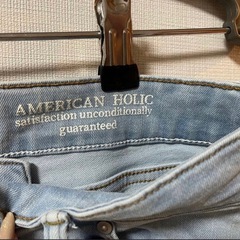 AMERICAN HOLIC
satisfaction unconditionally
guaranteed